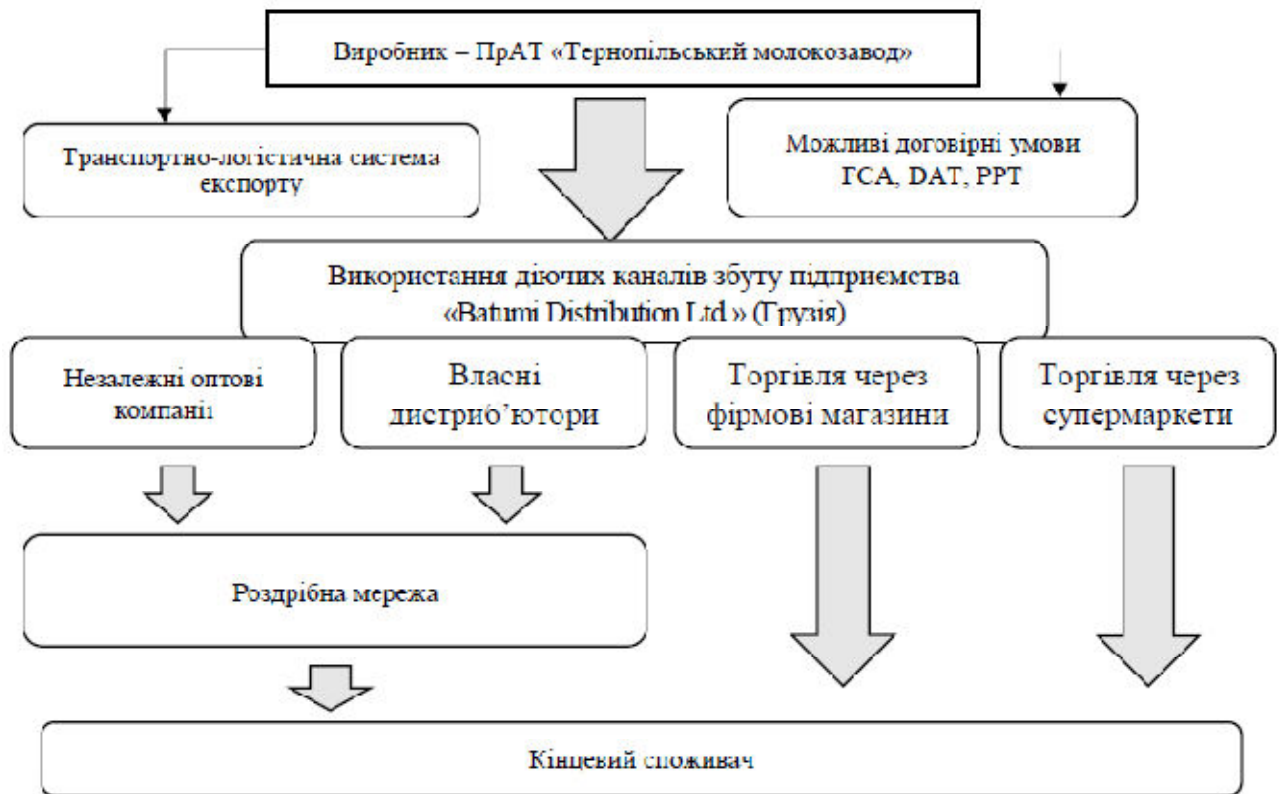 Виробник – ПрАТ «Тернопільський молокозавод»
Транспортно-логістична система
експорту
Можливі договірні умови
FCA, DAT, PPT
Використання діючих каналів збуту підприємства
«Batumi Distribution Ltd.» (Грузія)
Незалежні оптові
компанії
Власні
дистриб’ютори
Торгівля через
фірмові магазини
Торгівля через
супермаркети
Роздрібна мережа
Кінцевий споживач